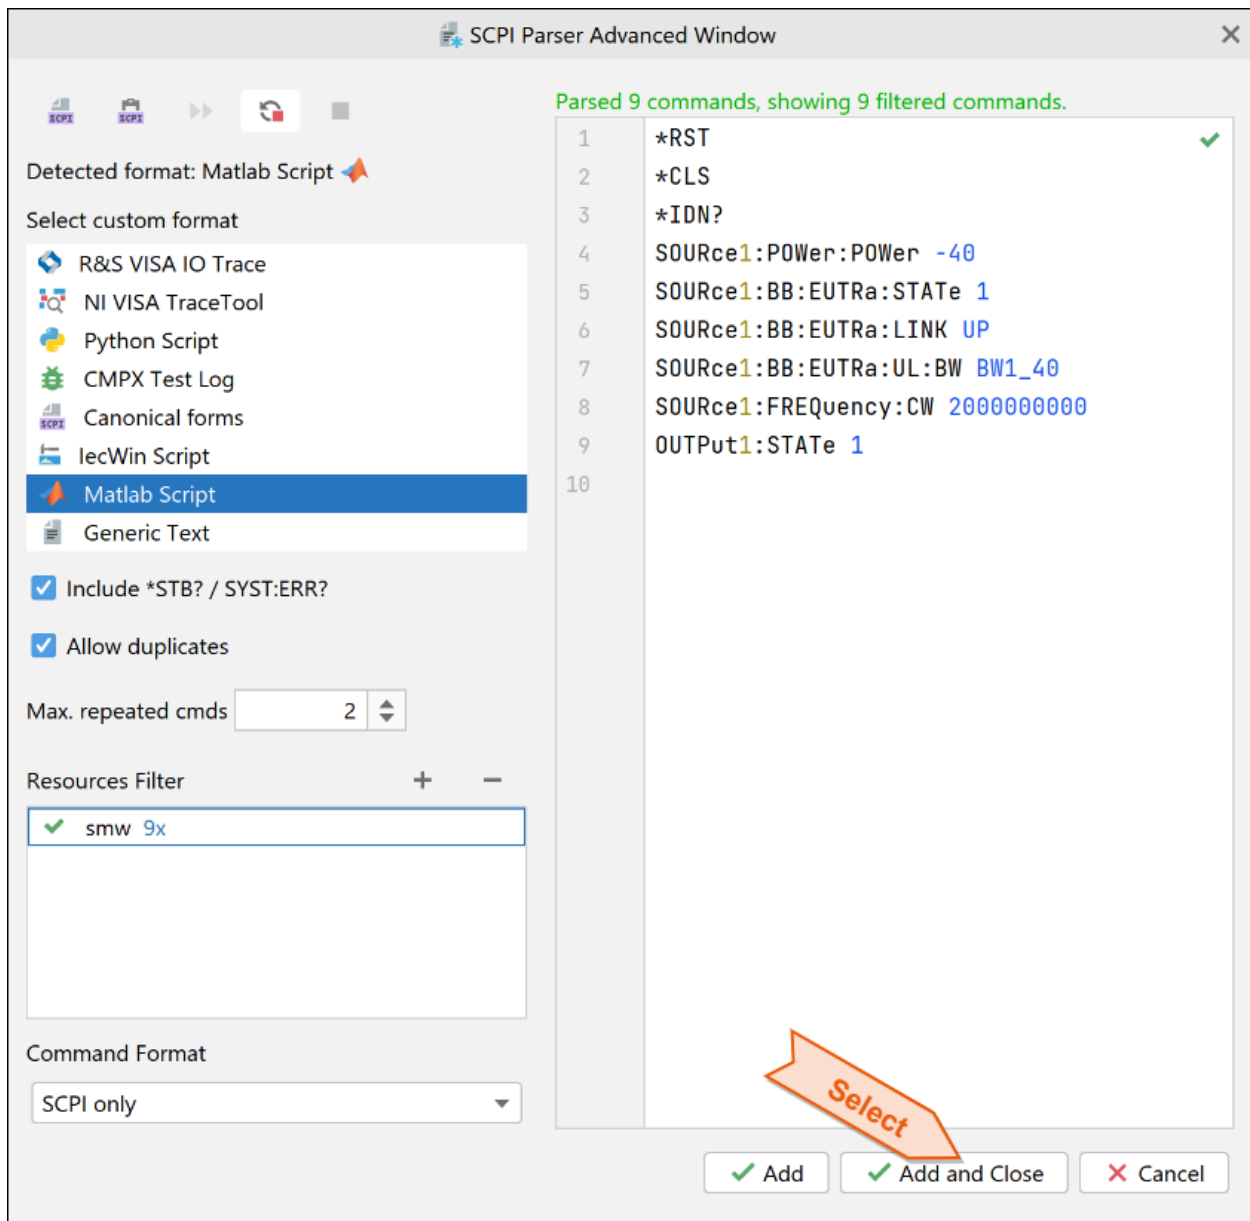 SCPI Parser Advanced Window
SCPI SCPI
Detected format: Matlab Script
Select custom format
R&S VISA IO Trace
NI VISA TraceTool
Python Script
CMPX Test Log
SCPI Canonical forms
IecWin Script
Matlab Script
Generic Text
Include *STB? / SYST:ERR?
Allow duplicates
Max. repeated cmds 2
Resources Filter + −
smw 9x
Command Format
SCPI only
Parsed 9 commands, showing 9 filtered commands.
1 *RST
2 *CLS
3 *IDN?
4 SOURce1:POWer:POWer -40
5 SOURce1:BB:EUTRa:STATe 1
6 SOURce1:BB:EUTRa:LINK UP
7 SOURce1:BB:EUTRa:UL:BW BW1_40
8 SOURce1:FREQuency:CW 2000000000
9 OUTPut1:STATe 1
10
Select
Add Add and Close Cancel